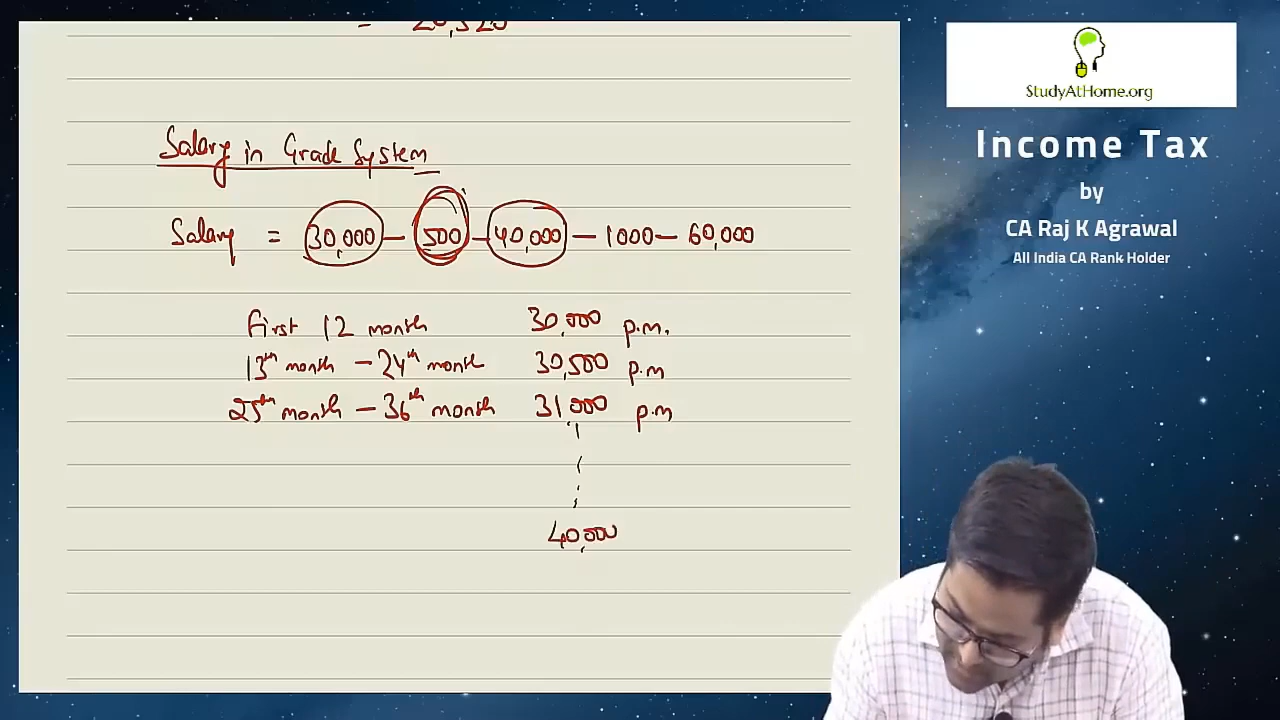 Salary in Grade System
Salary = 30,000 — 500 — 40,000 — 1000 — 60,000
First 12 month 30,000 p.m.
13th month — 24th month 30,500 p.m
25th month — 36th month 31,000 p.m
40,000
StudyAtHome.org
Income Tax
by
CA Raj K Agrawal
All India CA Rank Holder